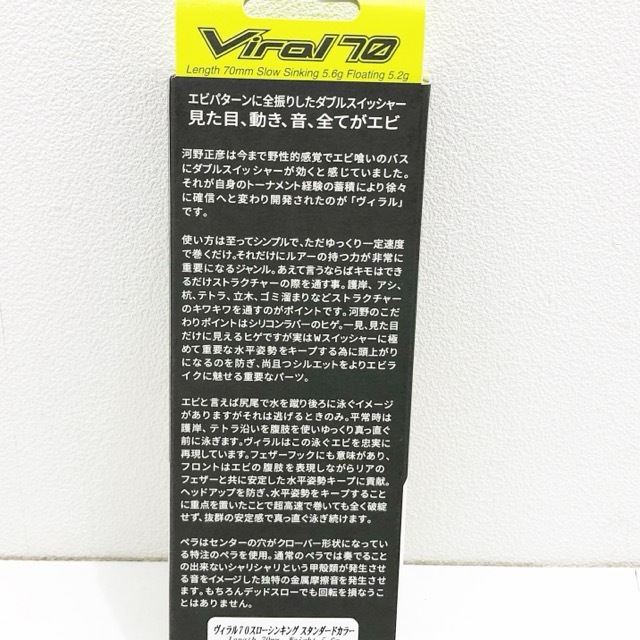 Viral 70
Length 70mm Slow Sinking 5.6g Floating 5.2g
エビパターンに全振りしたダブルスイッシャー
見た目、動き、音、全てがエビ
河野正彦は今まで野性的感覚でエビ喰いのバス
にダブルスイッシャーが効くと感じていました。
それが自身のトーナメント経験の蓄積により徐々
に確信へと変わり開発されたのが「ヴィラル」
です。
使い方は至ってシンプルで、ただゆっくり一定速度
で巻くだけ。それだけにルアーの持つ力が非常に
重要になるジャンル。あえて言うならばキモはでき
るだけストラクチャーの際を通す事。護岸、アシ、
杭、テトラ、立木、ゴミ溜まりなどストラクチャー
のキワキワを通すのがポイントです。河野のこだ
わりポイントはシリコンラバーのヒゲ。一見、見た目
だけに見えるヒゲですが実はWスイッシャーに極
めて重要な水平姿勢をキープする為に頭上がり
になるのを防ぎ、尚且つシルエットをよりエビラ
イクに魅せる重要なパーツ。
エビと言えば尻尾で水を蹴り後ろに泳ぐイメージ
がありますがそれは逃げるときのみ。平常時は
護岸、テトラ沿いを腹肢を使いゆっくり真っ直ぐ
前に泳ぎます。ヴィラルはこの泳ぐエビを忠実に
再現しています。フェザーフックにも意味があり、
フロントはエビの腹肢を表現しながらリアの
フェザーと共に安定した水平姿勢キープに貢献。
ヘッドアップを防ぎ、水平姿勢をキープすること
に重点を置いたことで超高速で巻いても全く破綻
せず、抜群の安定感で真っ直ぐ泳ぎ続けます。
ペラはセンターの穴がクローバー形状になっている
特注のペラを使用。通常のペラでは奏でること
の出来ないシャリシャリという甲殻類が発生させ
る音をイメージした独特の金属摩擦音を発生させ
ます。もちろんデッドスローでも回転を損なうこ
とはありません。
ヴィラル70スローシンキング スタンダードカラー
Length 70mm Weight 5.6g